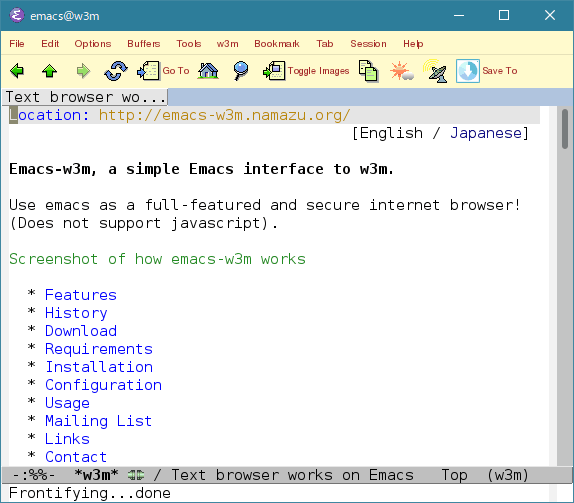 emacs@w3m
File Edit Options Buffers Tools w3m Bookmark Tab Session Help
Go To Toggle Images Save To
Text browser wo...
Location: http://emacs-w3m.namazu.org/
[English / Japanese]
Emacs-w3m, a simple Emacs interface to w3m.
Use emacs as a full-featured and secure internet browser!
(Does not support javascript).
Screenshot of how emacs-w3m works
* Features
* History
* Download
* Requirements
* Installation
* Configuration
* Usage
* Mailing List
* Links
* Contact
-:%%- *w3m* / Text browser works on Emacs Top (w3m)
Frontifying...done